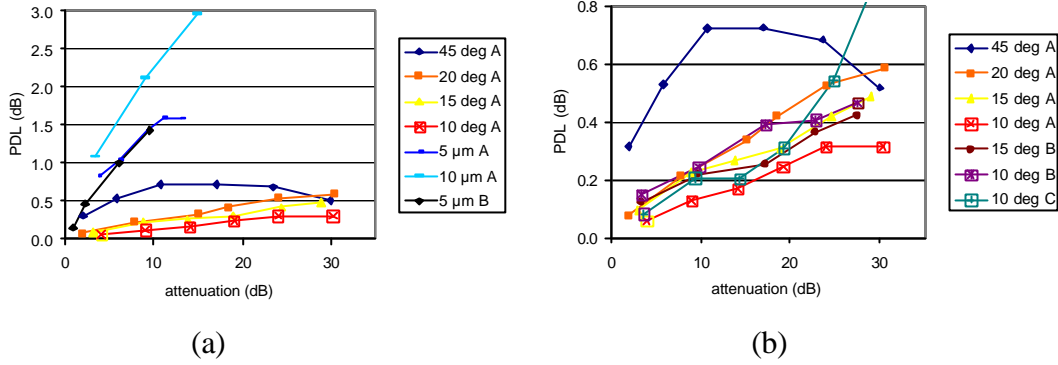 3.0
2.5
2.0
1.5
1.0
0.5
0.0
PDL (dB)
0 10 20 30
attenuation (dB)
45 deg A
20 deg A
15 deg A
10 deg A
5 µm A
10 µm A
5 µm B
(a)
0.8
0.6
0.4
0.2
0.0
PDL (dB)
0 10 20 30
attenuation (dB)
45 deg A
20 deg A
15 deg A
10 deg A
15 deg B
10 deg B
10 deg C
(b)